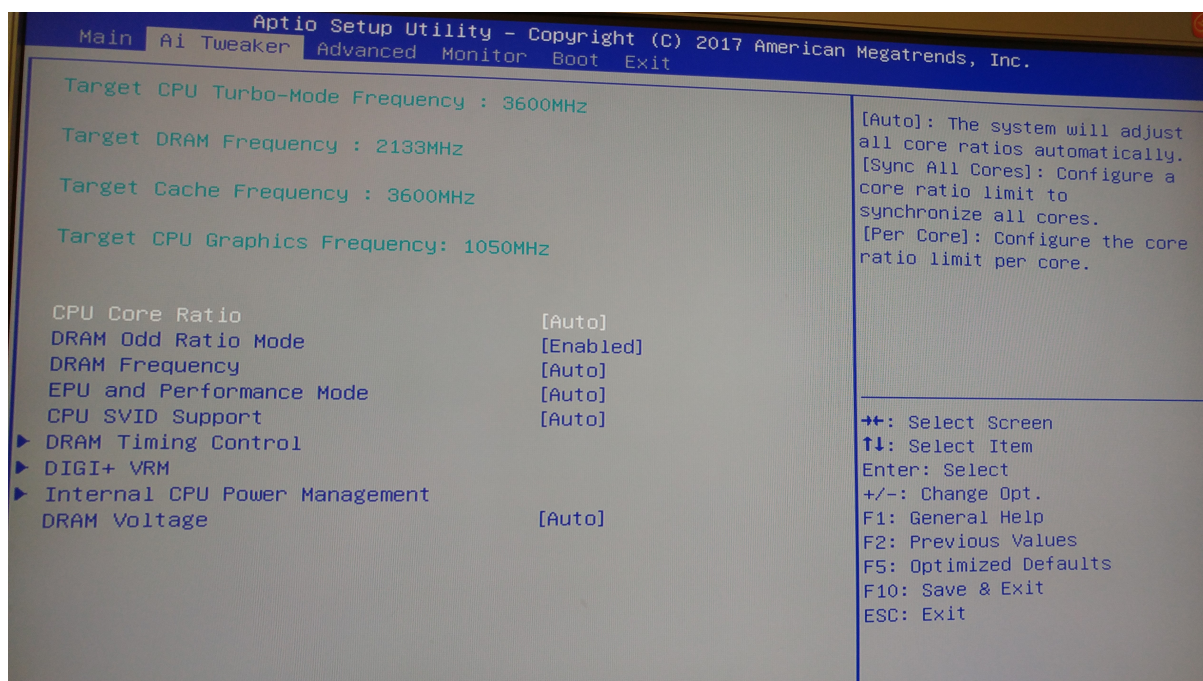 Aptio Setup Utility – Copyright (C) 2017 American Megatrends, Inc.
Main Ai Tweaker Advanced Monitor Boot Exit
Target CPU Turbo-Mode Frequency : 3600MHz
Target DRAM Frequency : 2133MHz
Target Cache Frequency : 3600MHz
Target CPU Graphics Frequency: 1050MHz
CPU Core Ratio [Auto]
DRAM Odd Ratio Mode [Enabled]
DRAM Frequency [Auto]
EPU and Performance Mode [Auto]
CPU SVID Support [Auto]
▶ DRAM Timing Control
▶ DIGI+ VRM
▶ Internal CPU Power Management
DRAM Voltage [Auto]
[Auto]: The system will adjust
all core ratios automatically.
[Sync All Cores]: Configure a
core ratio limit to
synchronize all cores.
[Per Core]: Configure the core
ratio limit per core.
→←: Select Screen
↑↓: Select Item
Enter: Select
+/-: Change Opt.
F1: General Help
F2: Previous Values
F5: Optimized Defaults
F10: Save & Exit
ESC: Exit